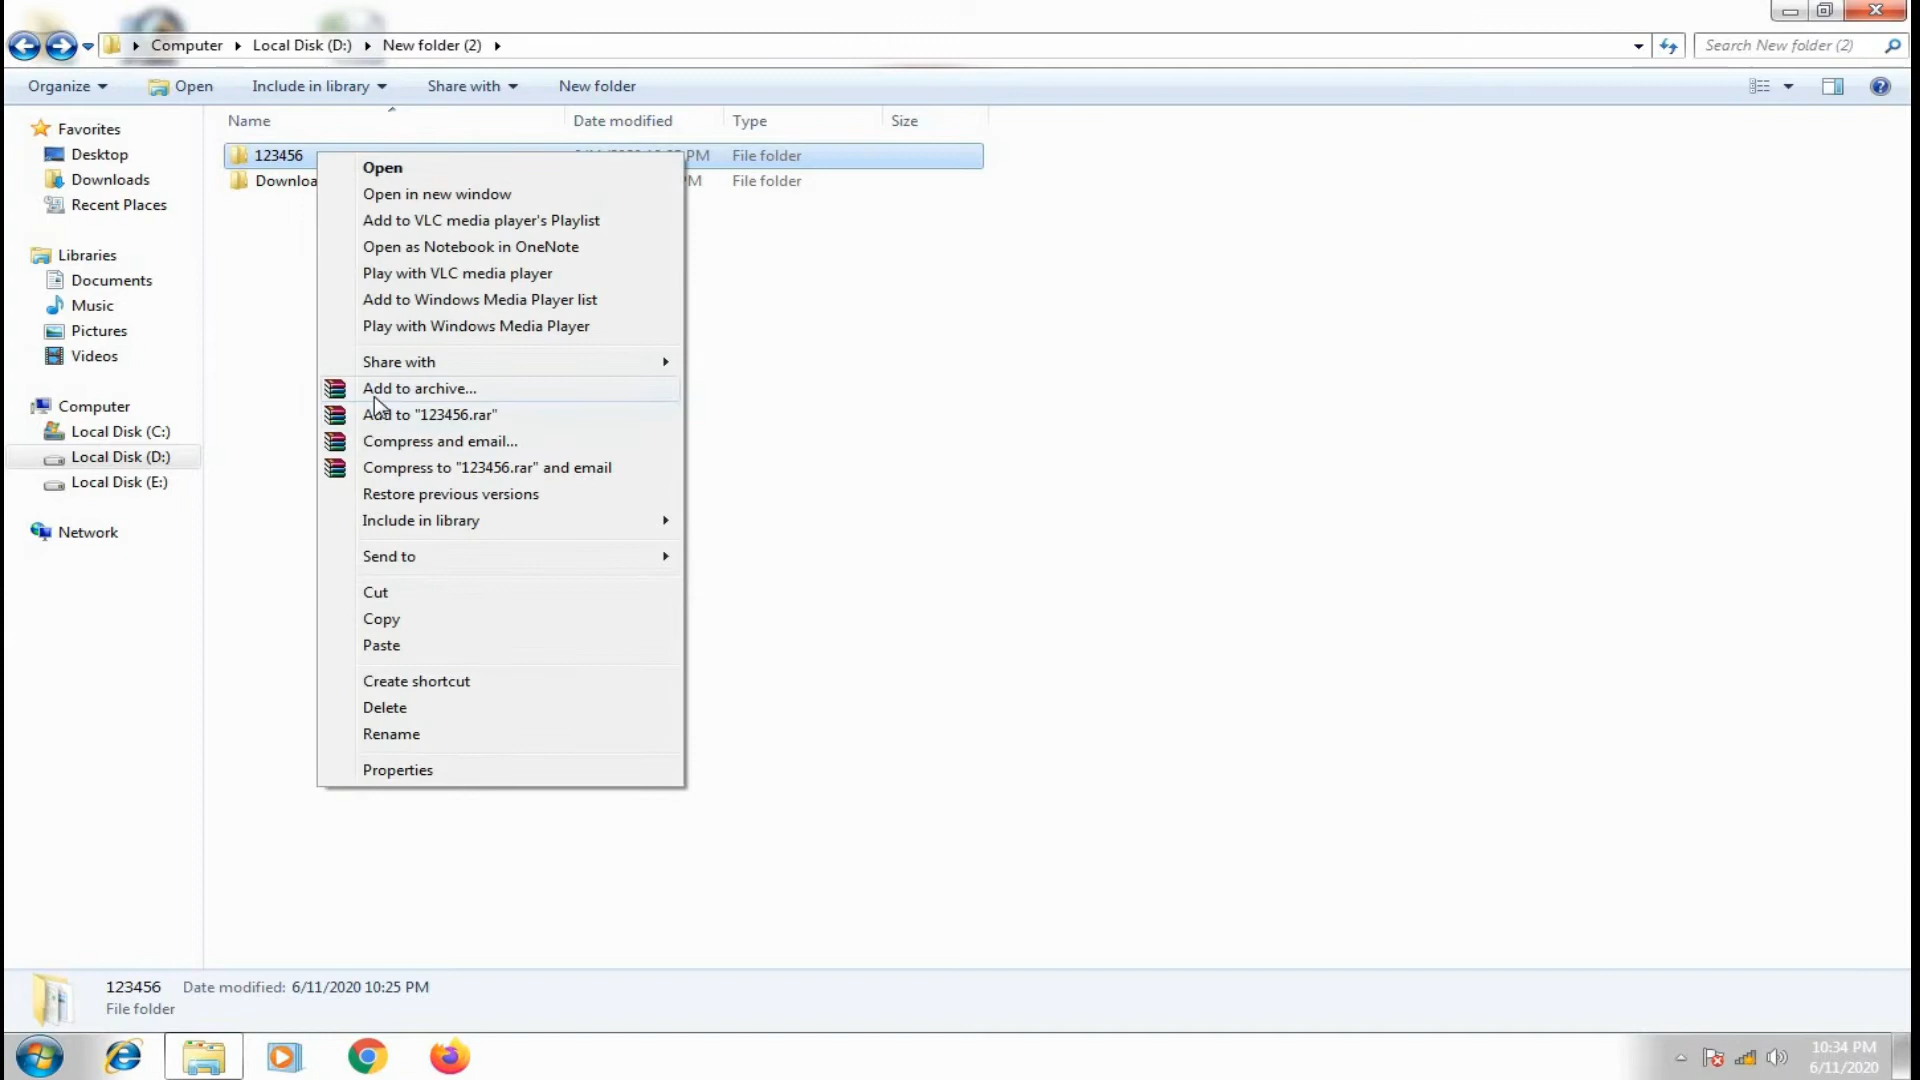 Computer ▸ Local Disk (D:) ▸ New folder (2) ▸
Search New folder (2)
Organize Open Include in library Share with New folder
Name Date modified Type Size
123456 PM File folder
Downloa M File folder
Favorites
Desktop
Downloads
Recent Places
Libraries
Documents
Music
Pictures
Videos
Computer
Local Disk (C:)
Local Disk (D:)
Local Disk (E:)
Network
Open
Open in new window
Add to VLC media player's Playlist
Open as Notebook in OneNote
Play with VLC media player
Add to Windows Media Player list
Play with Windows Media Player
Share with
Add to archive...
Add to "123456.rar"
Compress and email...
Compress to "123456.rar" and email
Restore previous versions
Include in library
Send to
Cut
Copy
Paste
Create shortcut
Delete
Rename
Properties
123456 Date modified: 6/11/2020 10:25 PM
File folder
10:34 PM
6/11/2020